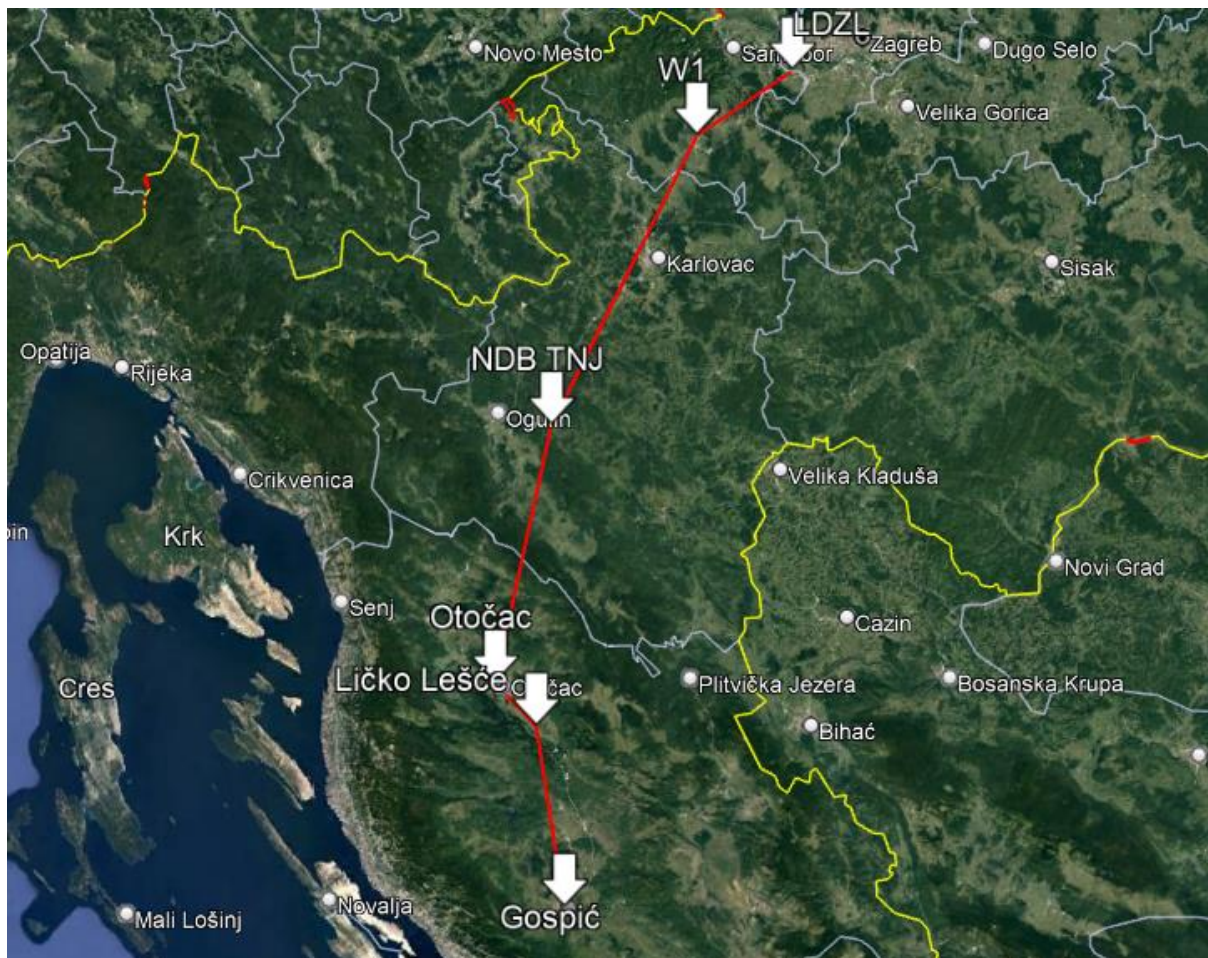 LDZL
Novo Mesto
Zagreb
Dugo Selo
W1
Velika Gorica
Karlovac
Sisak
Opatija
Rijeka
NDB TNJ
Ogulin
Crikvenica
Velika Kladuša
Krk
Novi Grad
Senj
Otočac
Cazin
Cres
Ličko Lešće
Plitvička Jezera
Bosanska Krupa
Bihać
Mali Lošinj
Novalja
Gospić